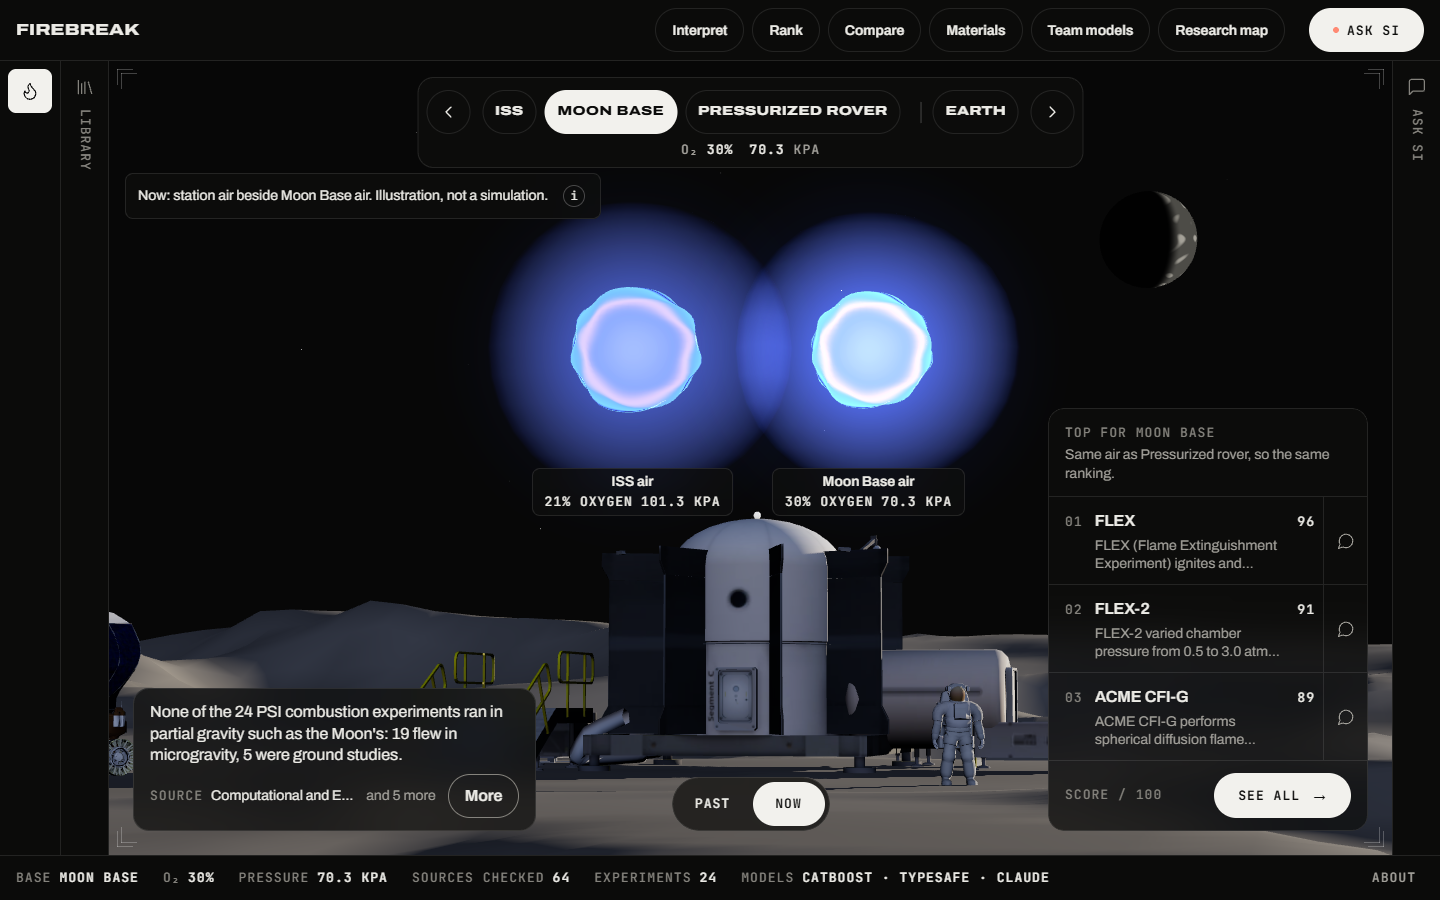 FIREBREAK
Interpret
Rank
Compare
Materials
Team models
Research map
ASK SI
LIBRARY
ISS
MOON BASE
PRESSURIZED ROVER
EARTH
O₂ 30% 70.3 KPA
ASK SI
Now: station air beside Moon Base air. Illustration, not a simulation.
i
ISS air
21% OXYGEN 101.3 KPA
Moon Base air
30% OXYGEN 70.3 KPA
TOP FOR MOON BASE
Same air as Pressurized rover, so the same
ranking.
01 FLEX 96
FLEX (Flame Extinguishment
Experiment) ignites and...
02 FLEX-2 91
FLEX-2 varied chamber
pressure from 0.5 to 3.0 atm...
03 ACME CFI-G 89
ACME CFI-G performs
spherical diffusion flame...
SCORE / 100
SEE ALL →
Segment C
None of the 24 PSI combustion experiments ran in
partial gravity such as the Moon's: 19 flew in
microgravity, 5 were ground studies.
SOURCE Computational and E... and 5 more
More
PAST
NOW
BASE MOON BASE O₂ 30% PRESSURE 70.3 KPA SOURCES CHECKED 64 EXPERIMENTS 24 MODELS CATBOOST · TYPESAFE · CLAUDE
ABOUT